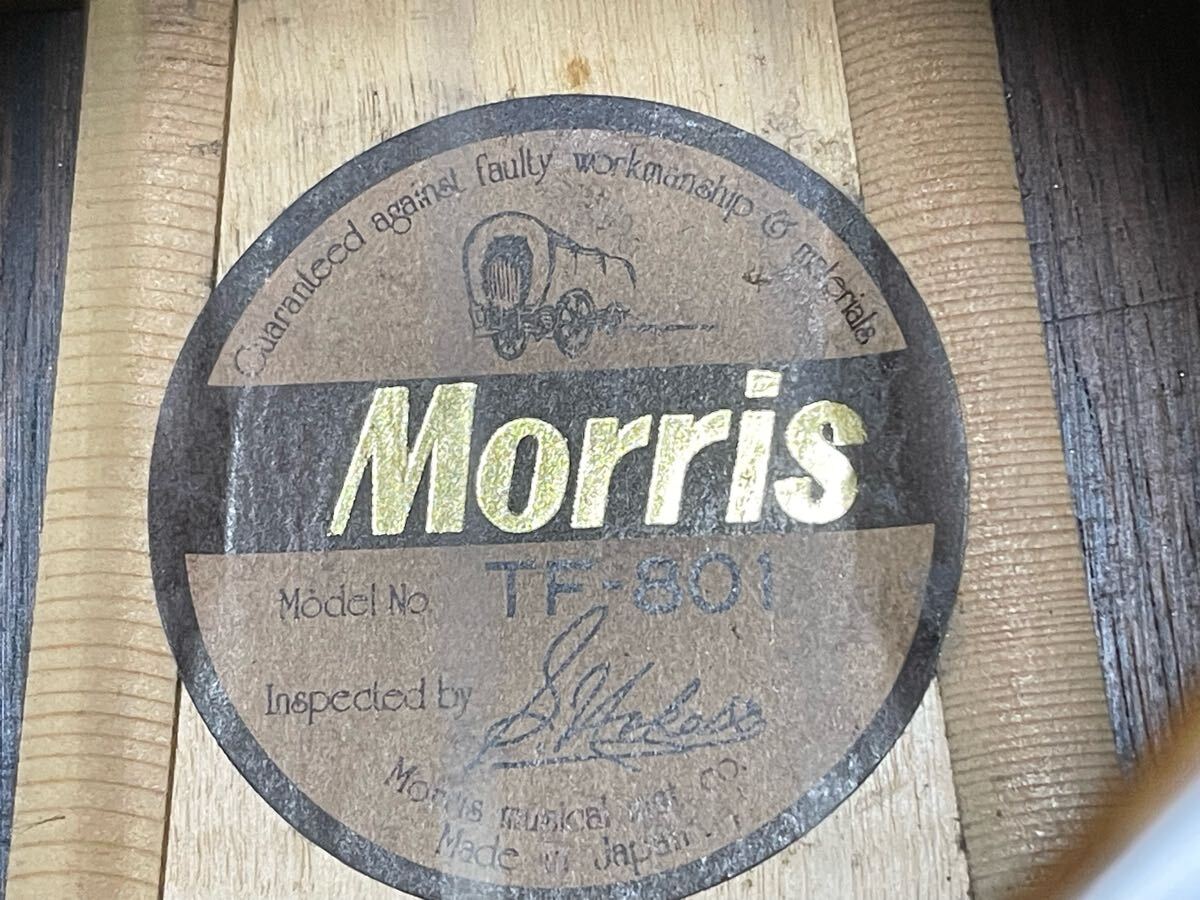 Guaranteed against faulty workmanship & materials
Morris
Model No. TF-801
Inspected by
Morris musical inst co.
Made in Japan